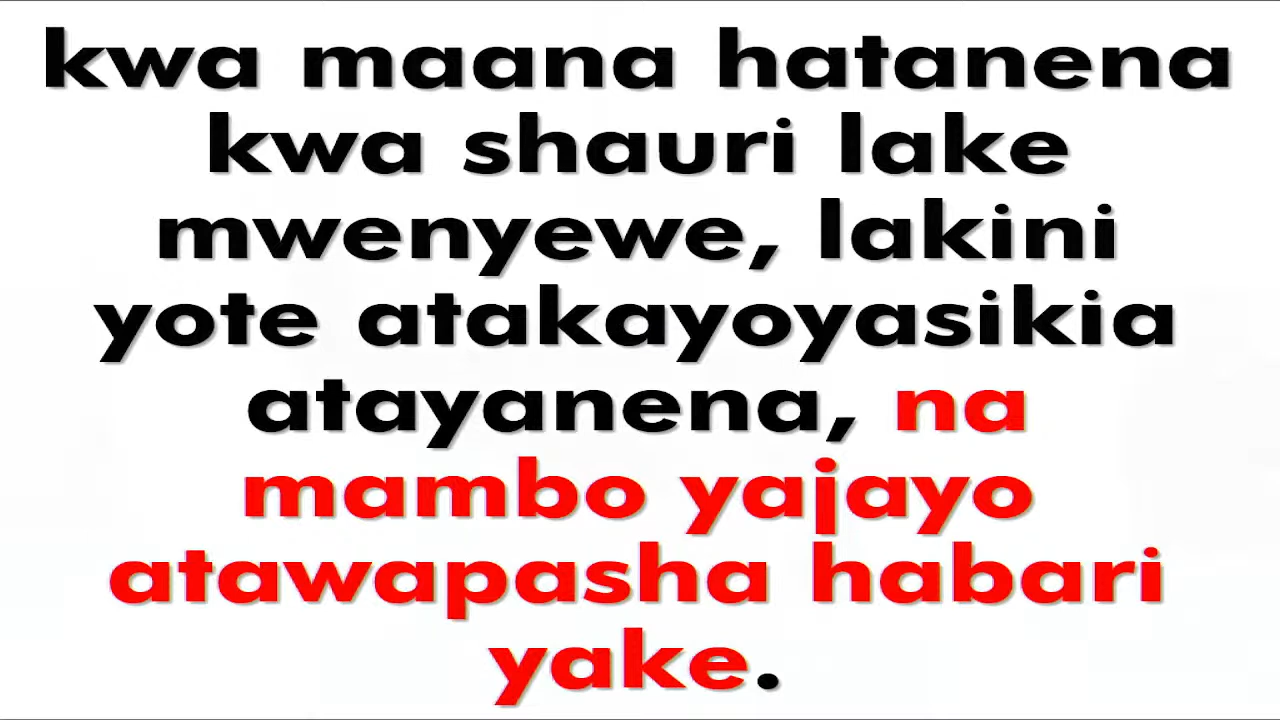 kwa maana hatanena
kwa shauri lake
mwenyewe, lakini
yote atakayoyasikia
atayanena, na
mambo yajayo
atawapasha habari
yake.